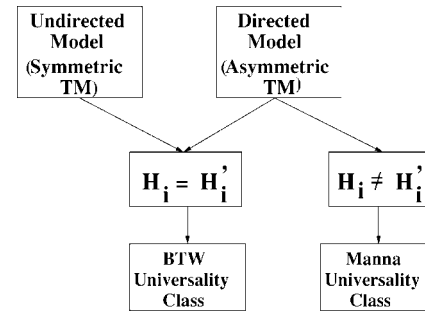 Undirected
Model
(Symmetric
TM)
Directed
Model
(Asymmetric
TM)
H_i = H_i'
H_i ≠ H_i'
BTW
Universality
Class
Manna
Universality
Class